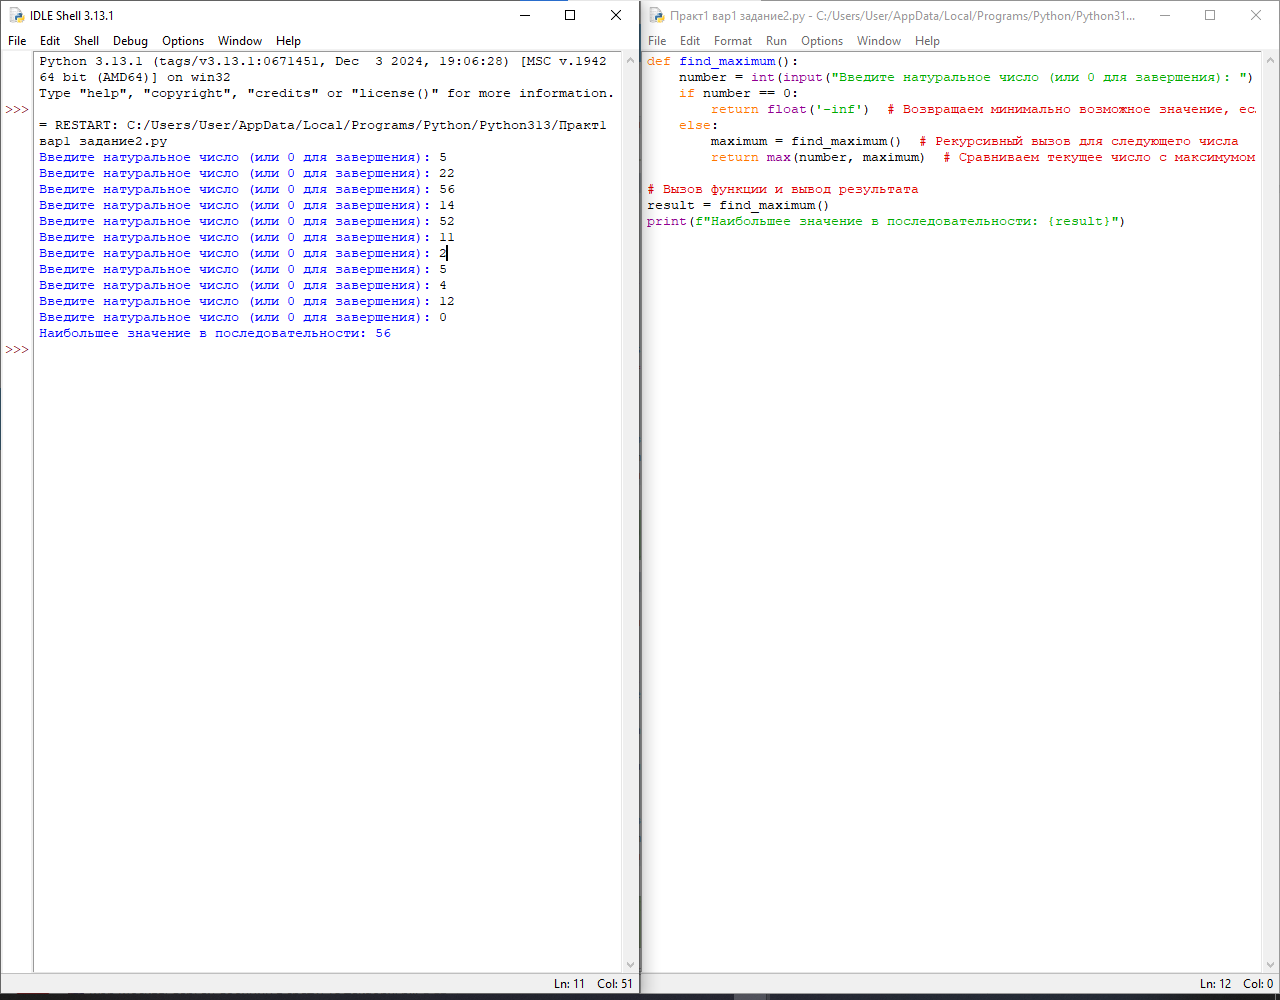 IDLE Shell 3.13.1
File Edit Shell Debug Options Window Help
Python 3.13.1 (tags/v3.13.1:0671451, Dec  3 2024, 19:06:28) [MSC v.1942
64 bit (AMD64)] on win32
Type "help", "copyright", "credits" or "license()" for more information.
>>>
= RESTART: C:/Users/User/AppData/Local/Programs/Python/Python313/Практ1
вар1 задание2.py
Введите натуральное число (или 0 для завершения): 5
Введите натуральное число (или 0 для завершения): 22
Введите натуральное число (или 0 для завершения): 56
Введите натуральное число (или 0 для завершения): 14
Введите натуральное число (или 0 для завершения): 52
Введите натуральное число (или 0 для завершения): 11
Введите натуральное число (или 0 для завершения): 2
Введите натуральное число (или 0 для завершения): 5
Введите натуральное число (или 0 для завершения): 4
Введите натуральное число (или 0 для завершения): 12
Введите натуральное число (или 0 для завершения): 0
Наибольшее значение в последовательности: 56
>>>
Ln: 11 Col: 51
Практ1 вар1 задание2.py - C:/Users/User/AppData/Local/Programs/Python/Python31...
File Edit Format Run Options Window Help
def find_maximum():
    number = int(input("Введите натуральное число (или 0 для завершения): ")
    if number == 0:
        return float('-inf')  # Возвращаем минимально возможное значение, ес
    else:
        maximum = find_maximum()  # Рекурсивный вызов для следующего числа
        return max(number, maximum)  # Сравниваем текущее число с максимумом
# Вызов функции и вывод результата
result = find_maximum()
print(f"Наибольшее значение в последовательности: {result}")
Ln: 12 Col: 0